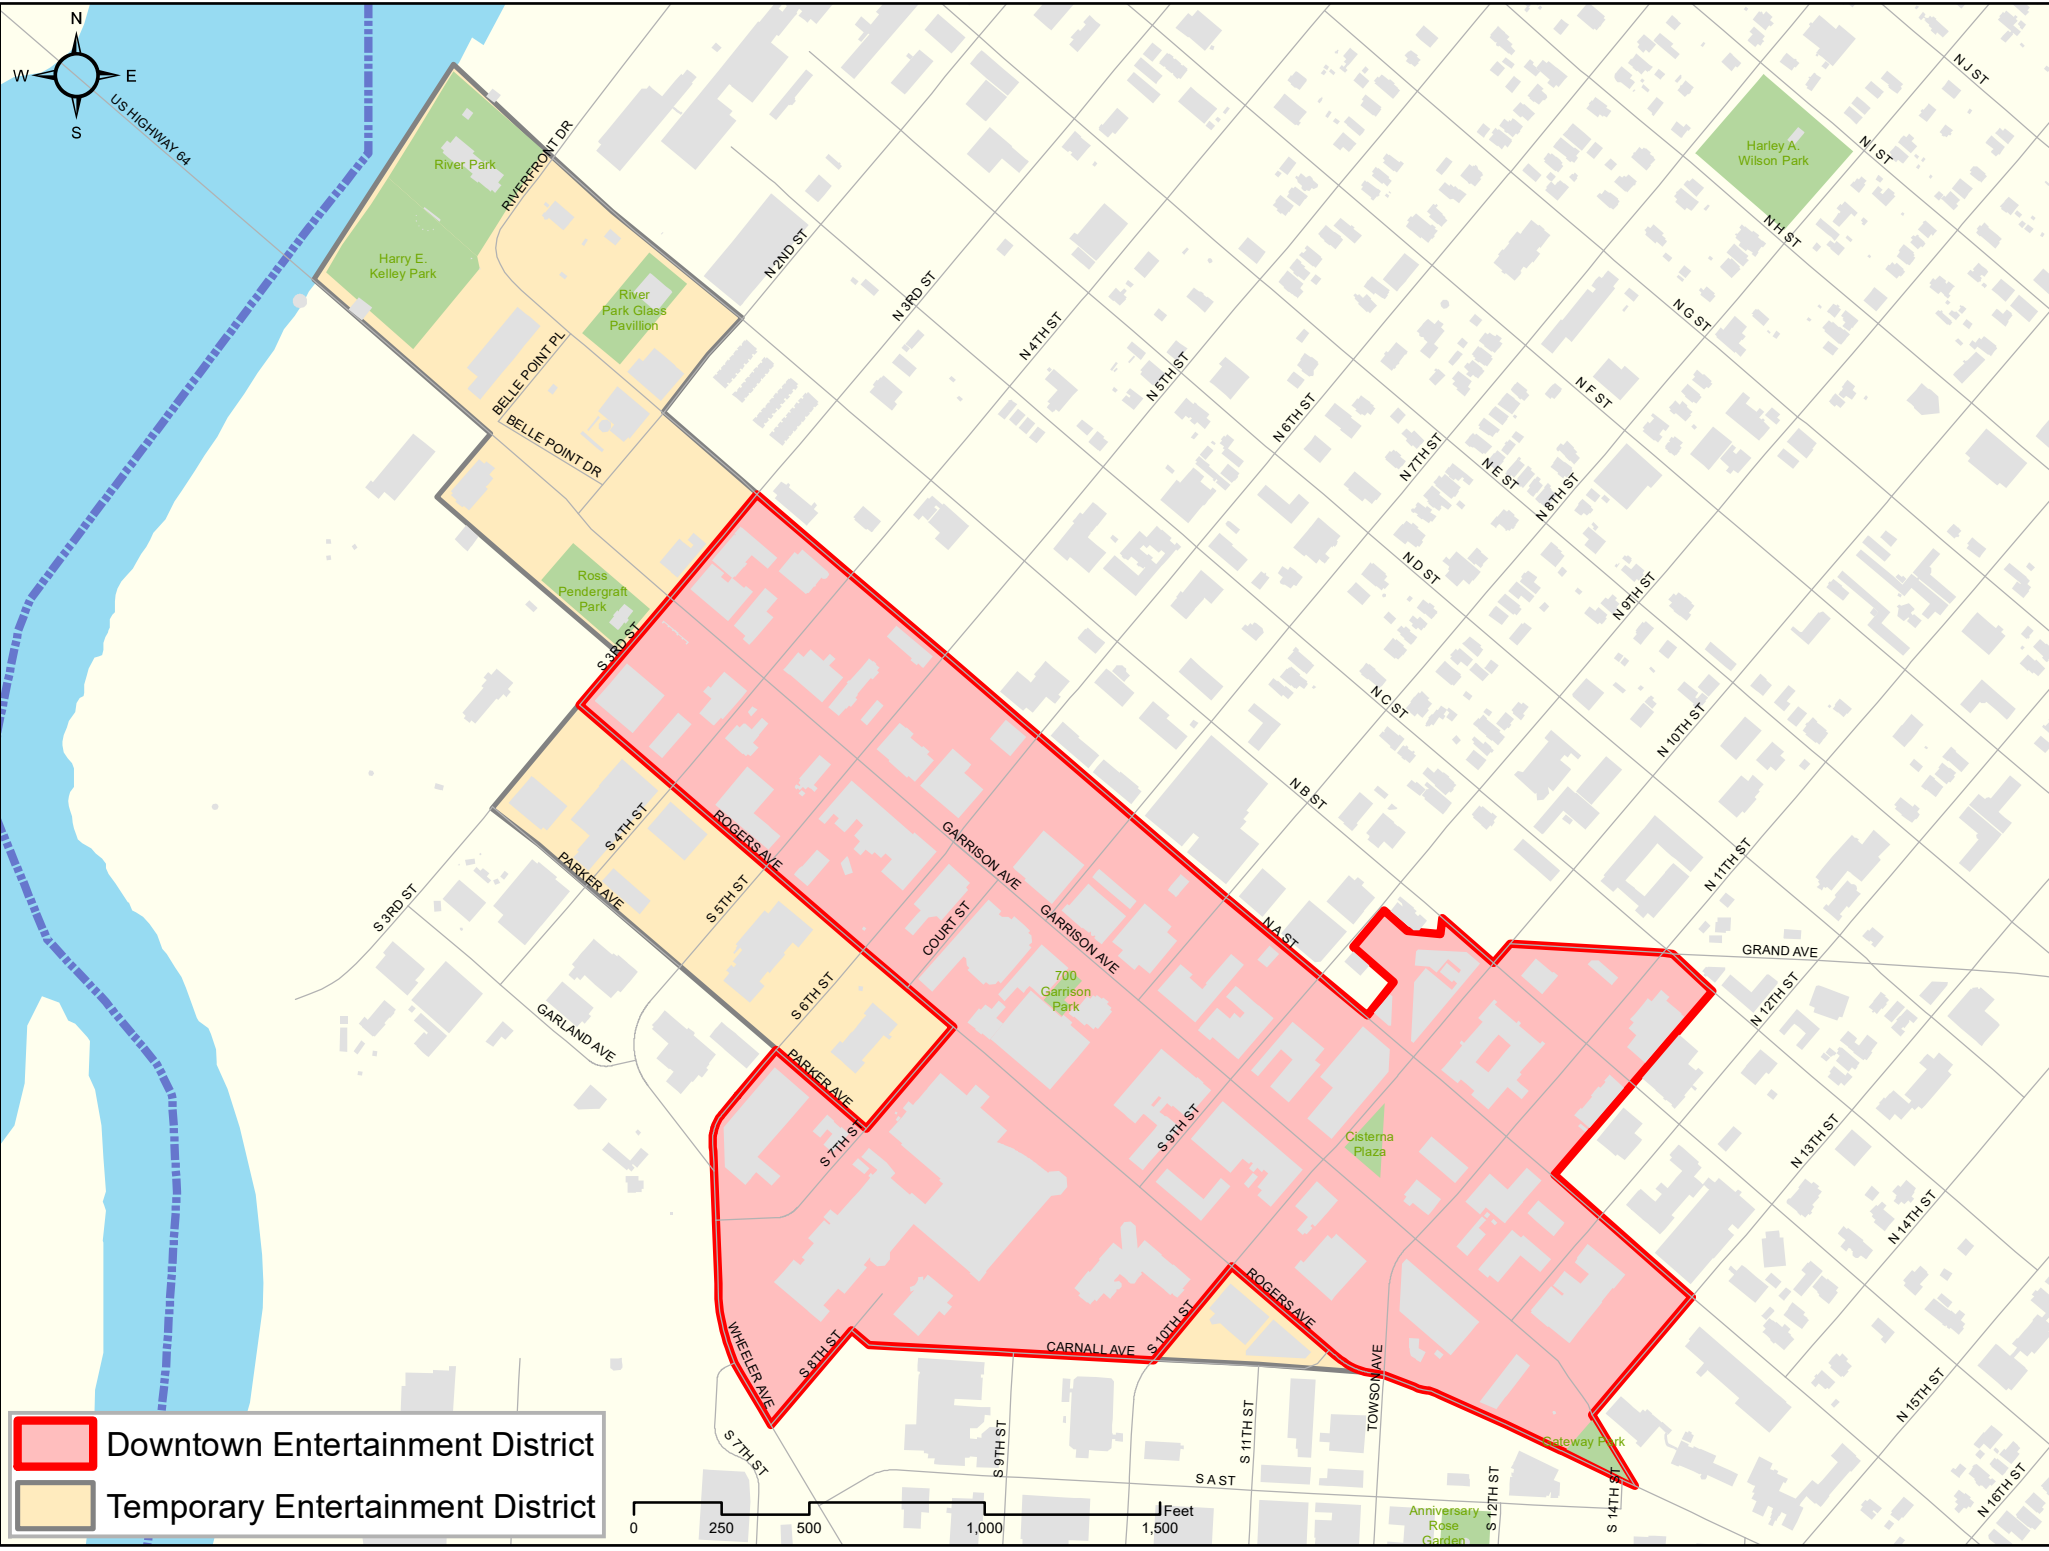 N
W
E
S
US HIGHWAY 64
River Park
RIVERFRONT DR
Harry E.
Kelley Park
River
Park Glass
Pavillion
BELLE POINT PL
BELLE POINT DR
Ross
Pendergraft
Park
S 3RD ST
N 2ND ST
N 3RD ST
N 4TH ST
N 5TH ST
N 6TH ST
N 7TH ST
N 8TH ST
N 9TH ST
N 10TH ST
N 11TH ST
N 12TH ST
N 13TH ST
N 14TH ST
N 15TH ST
N 16TH ST
Harley A.
Wilson Park
N J ST
N I ST
N H ST
N G ST
N F ST
N E ST
N D ST
N C ST
N B ST
N A ST
GRAND AVE
ROGERS AVE
GARRISON AVE
GARRISON AVE
COURT ST
700
Garrison
Park
Cisterna
Plaza
S 4TH ST
S 5TH ST
S 6TH ST
PARKER AVE
PARKER AVE
S 3RD ST
GARLAND AVE
S 7TH ST
S 9TH ST
S 10TH ST
ROGERS AVE
CARNALL AVE
WHEELER AVE
S 8TH ST
S 7TH ST
S 9TH ST
S 11TH ST
TOWSON AVE
S A ST
S 12TH ST
S 14TH ST
Gateway Park
Anniversary
Rose
Garden
Downtown Entertainment District
Temporary Entertainment District
Feet
0
250
500
1,000
1,500